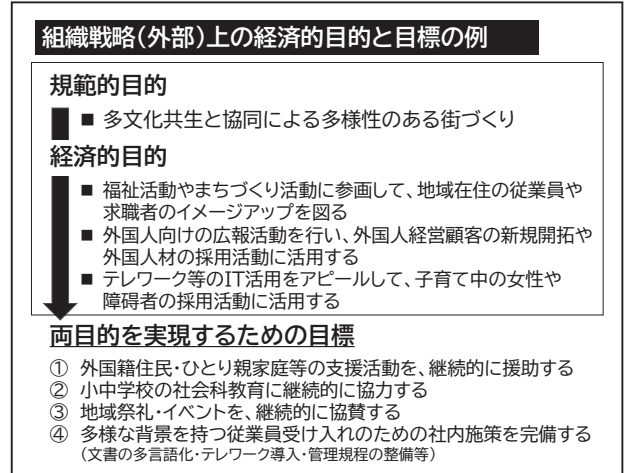 組織戦略(外部)上の経済的目的と目標の例
規範的目的
■ 多文化共生と協同による多様性のある街づくり
経済的目的
■ 福祉活動やまちづくり活動に参画して、地域在住の従業員や
求職者のイメージアップを図る
■ 外国人向けの広報活動を行い、外国人経営顧客の新規開拓や
外国人材の採用活動に活用する
■ テレワーク等のIT活用をアピールして、子育て中の女性や
障碍者の採用活動に活用する
両目的を実現するための目標
① 外国籍住民・ひとり親家庭等の支援活動を、継続的に援助する
② 小中学校の社会科教育に継続的に協力する
③ 地域祭礼・イベントを、継続的に協賛する
④ 多様な背景を持つ従業員受け入れのための社内施策を完備する
(文書の多言語化・テレワーク導入・管理規程の整備等)